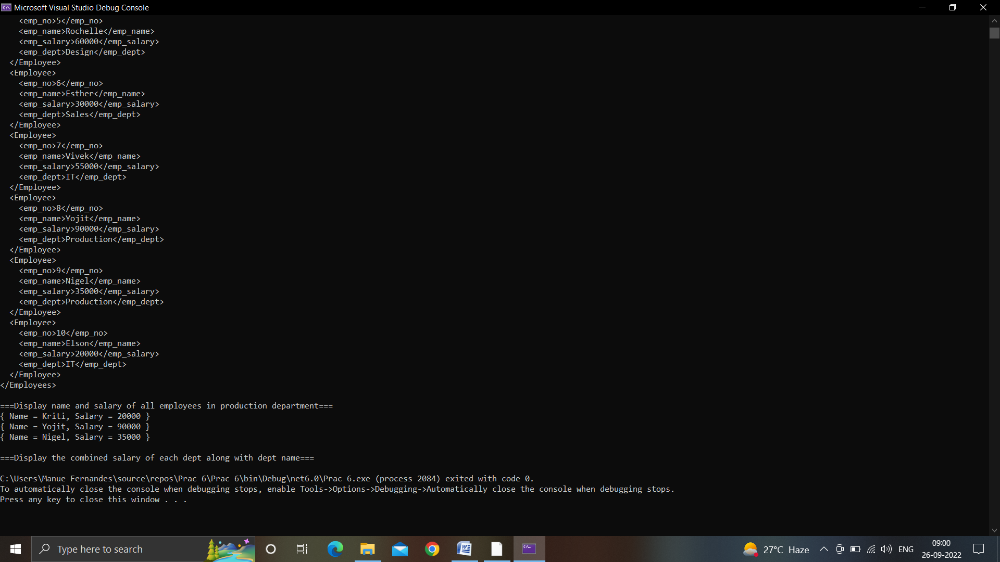 Microsoft Visual Studio Debug Console
    <emp_no>5</emp_no>
    <emp_name>Rochelle</emp_name>
    <emp_salary>60000</emp_salary>
    <emp_dept>Design</emp_dept>
  </Employee>
  <Employee>
    <emp_no>6</emp_no>
    <emp_name>Esther</emp_name>
    <emp_salary>30000</emp_salary>
    <emp_dept>Sales</emp_dept>
  </Employee>
  <Employee>
    <emp_no>7</emp_no>
    <emp_name>Vivek</emp_name>
    <emp_salary>55000</emp_salary>
    <emp_dept>IT</emp_dept>
  </Employee>
  <Employee>
    <emp_no>8</emp_no>
    <emp_name>Yojit</emp_name>
    <emp_salary>90000</emp_salary>
    <emp_dept>Production</emp_dept>
  </Employee>
  <Employee>
    <emp_no>9</emp_no>
    <emp_name>Nigel</emp_name>
    <emp_salary>35000</emp_salary>
    <emp_dept>Production</emp_dept>
  </Employee>
  <Employee>
    <emp_no>10</emp_no>
    <emp_name>Elson</emp_name>
    <emp_salary>20000</emp_salary>
    <emp_dept>IT</emp_dept>
  </Employee>
</Employees>
===Display name and salary of all employees in production department===
{ Name = Kriti, Salary = 20000 }
{ Name = Yojit, Salary = 90000 }
{ Name = Nigel, Salary = 35000 }
===Display the combined salary of each dept along with dept name===
C:\Users\Manue Fernandes\source\repos\Prac 6\Prac 6\bin\Debug\net6.0\Prac 6.exe (process 2084) exited with code 0.
To automatically close the console when debugging stops, enable Tools->Options->Debugging->Automatically close the console when debugging stops.
Press any key to close this window . . .
Type here to search
27°C Haze
ENG
09:00
26-09-2022